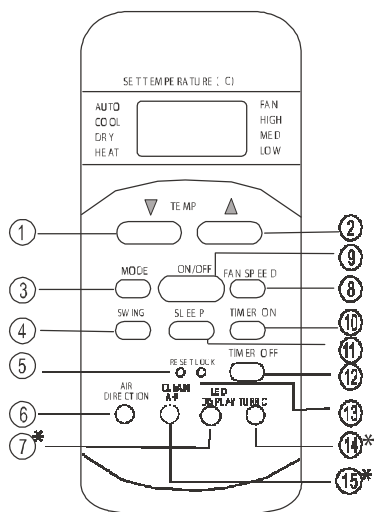 SET TEMPERATURE ( C)
AUTO
COOL
DRY
HEAT
FAN
HIGH
MED
LOW
▼ TEMP ▲
1
2
MODE
ON/OFF
FAN SPEED
9
3
8
SWING
SLEEP
TIMER ON
4
10
11
TIMER OFF
RESET LOCK
5
12
AIR
DIRECTION
CLEAN
AIR
LED
DISPLAY TURBO
13
6
7*
14*
15*